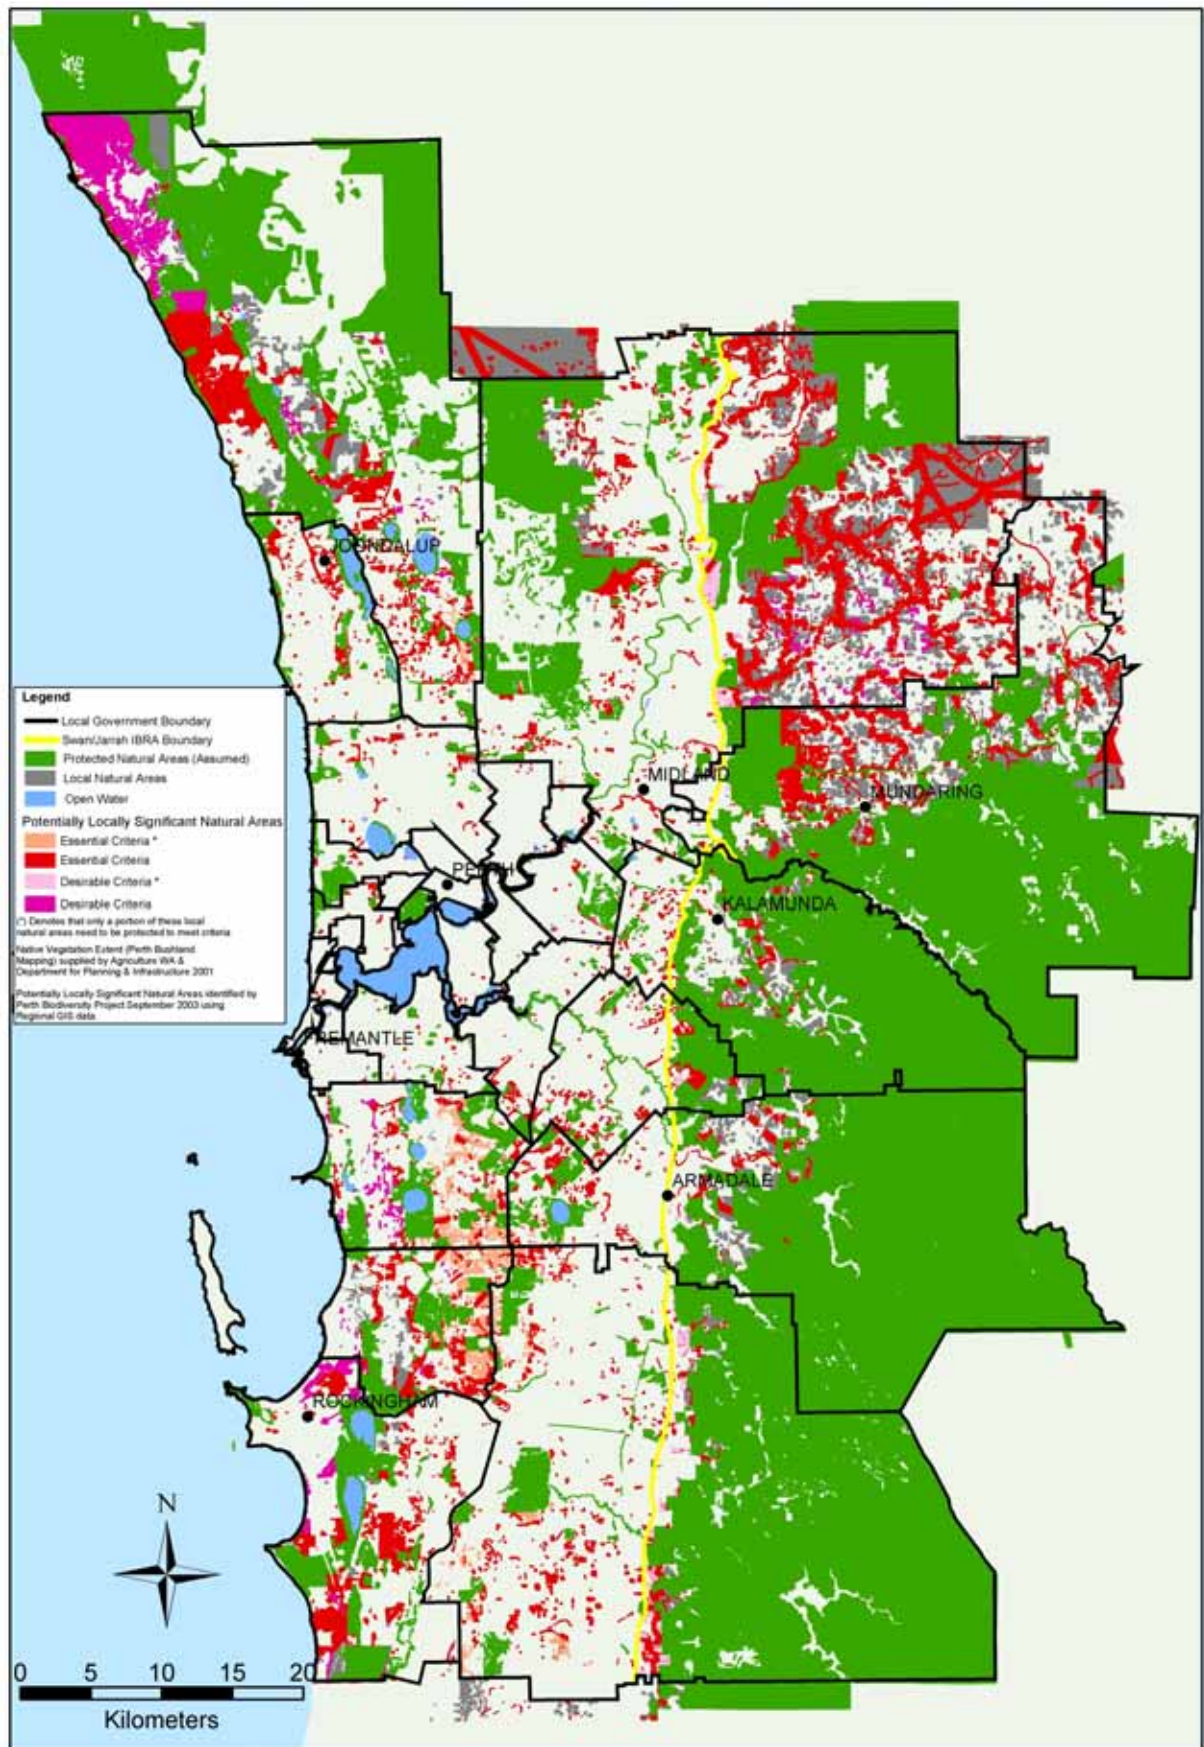 JOONDALUP
Legend
Local Government Boundary
Swan/Jarrah IBRA Boundary
Protected Natural Areas (Assumed)
Local Natural Areas
Open Water
Potentially Locally Significant Natural Areas
Essential Criteria *
Essential Criteria
Desirable Criteria *
Desirable Criteria
(*) Denotes that only a portion of these local
natural areas need to be protected to meet criteria
Native Vegetation Extent (Perth Bushland
Mapping) supplied by Agriculture WA &
Department for Planning & Infrastructure 2001
Potentially Locally Significant Natural Areas identified by
Perth Biodiversity Project September 2003 using
Regional GIS data
MIDLAND
MUNDARING
PERTH
KALAMUNDA
FREMANTLE
ARMADALE
ROCKINGHAM
N
0 5 10 15 20
Kilometers